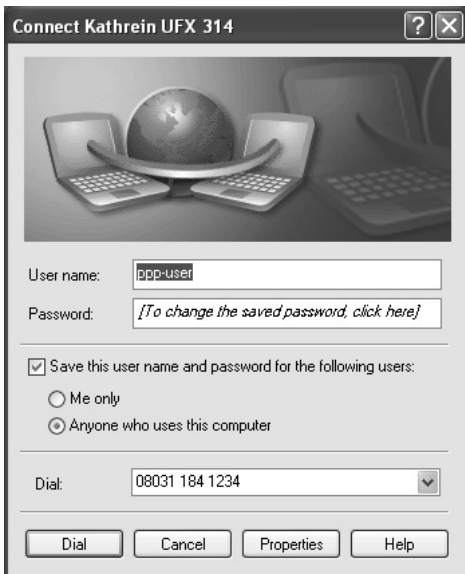 Connect Kathrein UFX 314
User name: ppp-user
Password: [To change the saved password, click here]
Save this user name and password for the following users:
Me only
Anyone who uses this computer
Dial: 08031 184 1234
Dial Cancel Properties Help